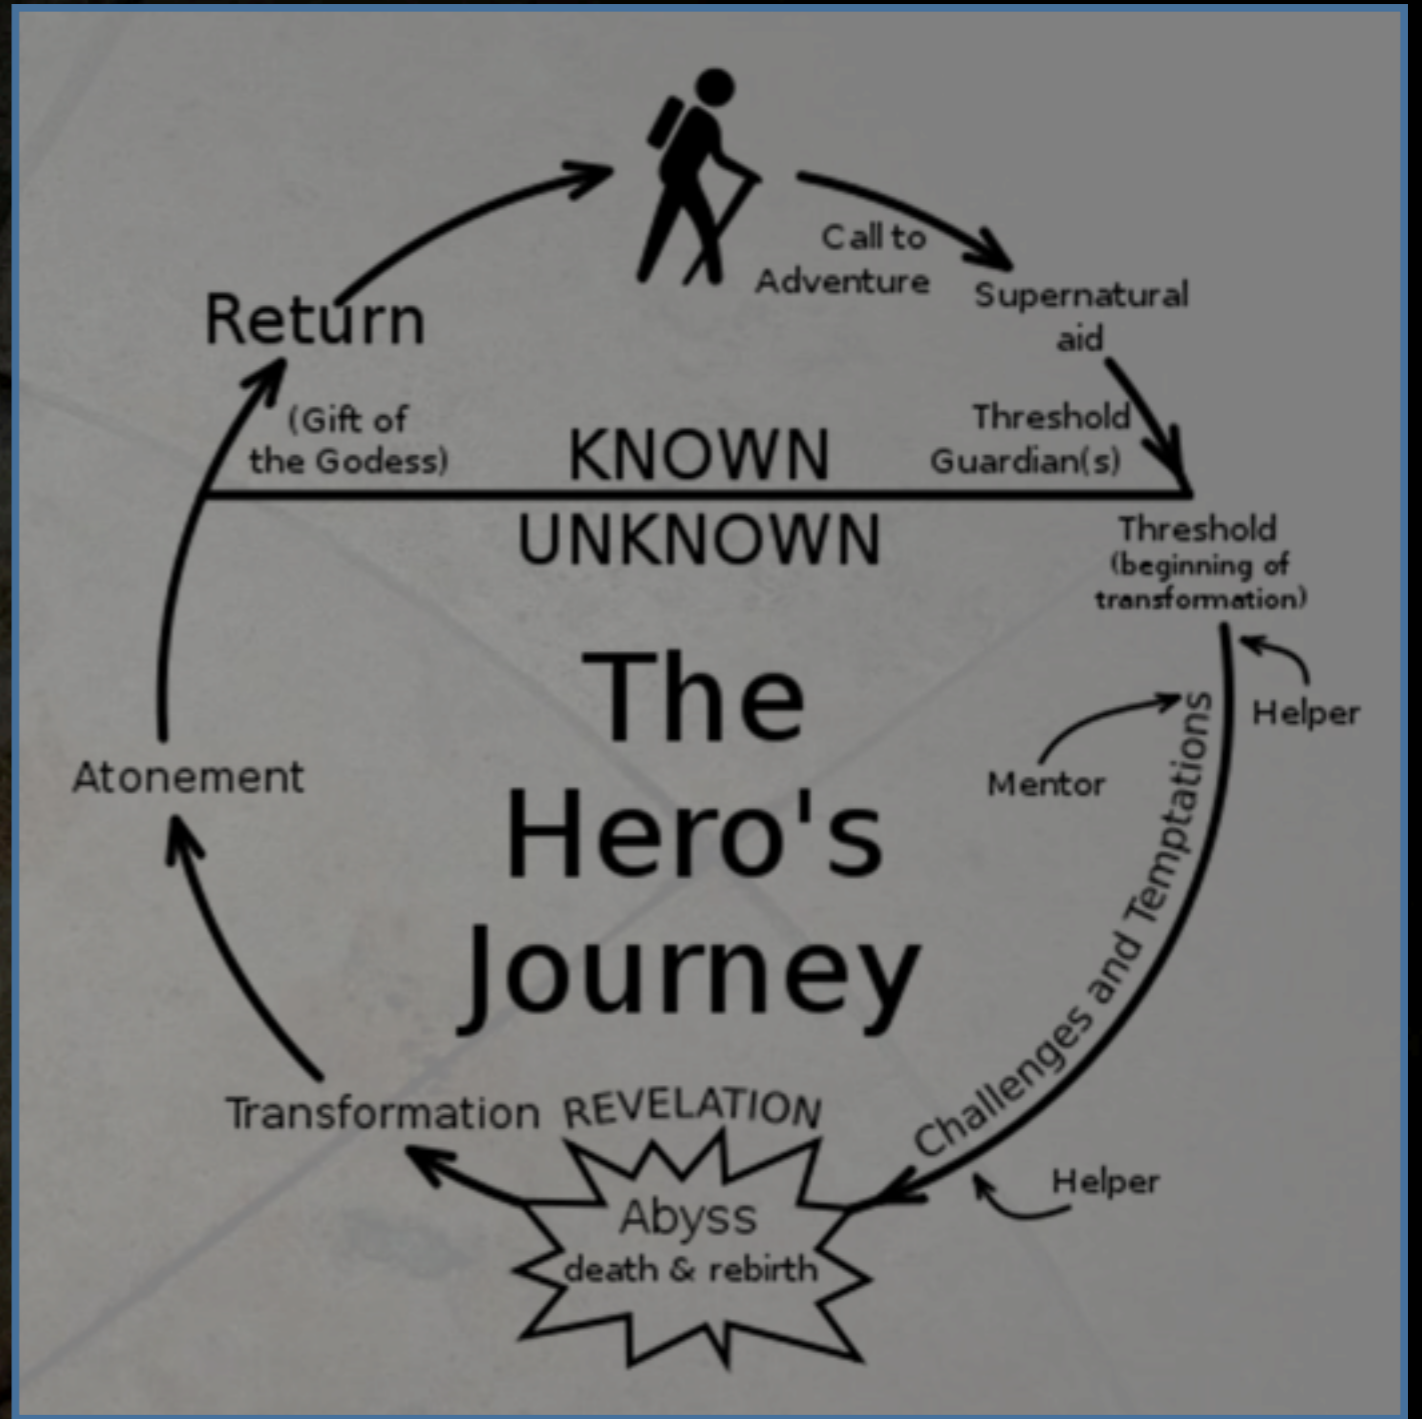 Call to
Adventure
Supernatural
aid
Return
(Gift of
the Godess)
KNOWN
Threshold
Guardian(s)
UNKNOWN
Threshold
(beginning of
transformation)
Helper
Mentor
Challenges and Temptations
The
Hero's
Journey
Atonement
Transformation
REVELATION
Abyss
death & rebirth
Helper